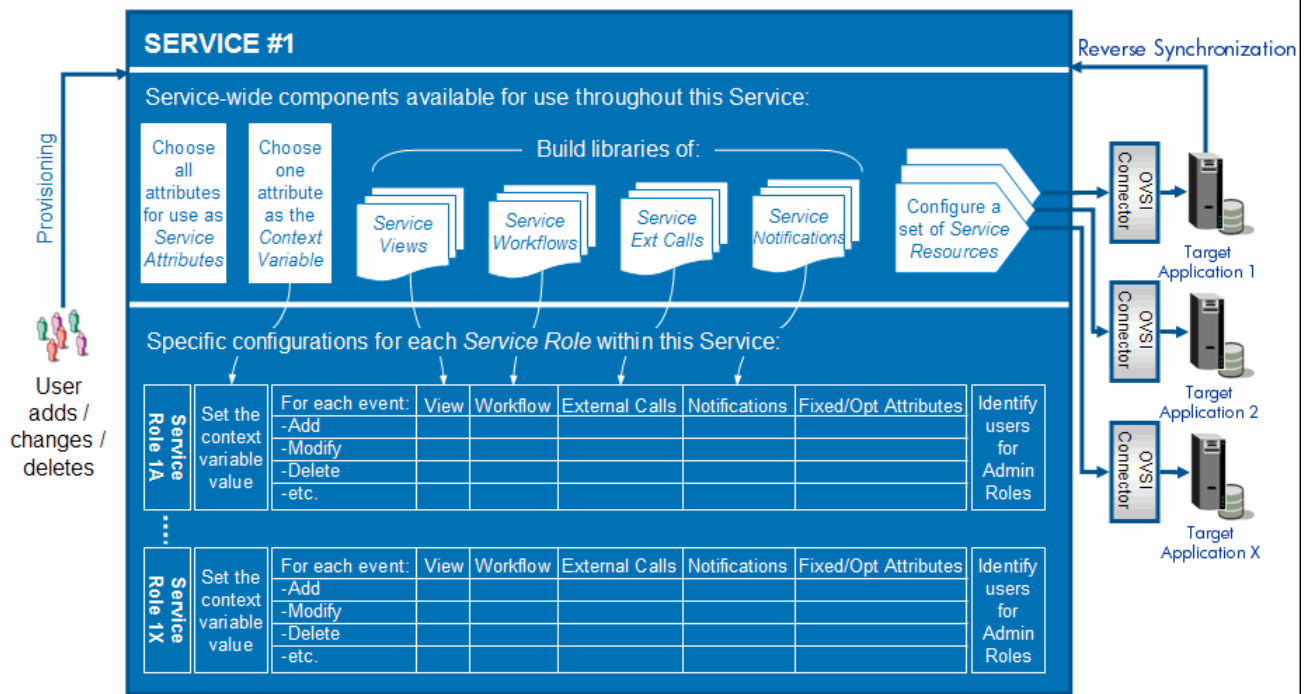 SERVICE #1
Reverse Synchronization
Service-wide components available for use throughout this Service:
Provisioning
Choose
all
attributes
for use as
Service
Attributes
Choose
one
attribute
as the
Context
Variable
Build libraries of:
Service
Views
Service
Workflows
Service
Ext Calls
Service
Notifications
Configure a
set of Service
Resources
OVSI
Connector
Target
Application 1
OVSI
Connector
Target
Application 2
OVSI
Connector
Target
Application X
User
adds /
changes /
deletes
Specific configurations for each Service Role within this Service:
Service
Role 1A
Set the
context
variable
value
For each event: View Workflow External Calls Notifications Fixed/Opt Attributes
-Add
-Modify
-Delete
-etc.
Identify
users
for
Admin
Roles
Service
Role 1X
Set the
context
variable
value
For each event: View Workflow External Calls Notifications Fixed/Opt Attributes
-Add
-Modify
-Delete
-etc.
Identify
users
for
Admin
Roles